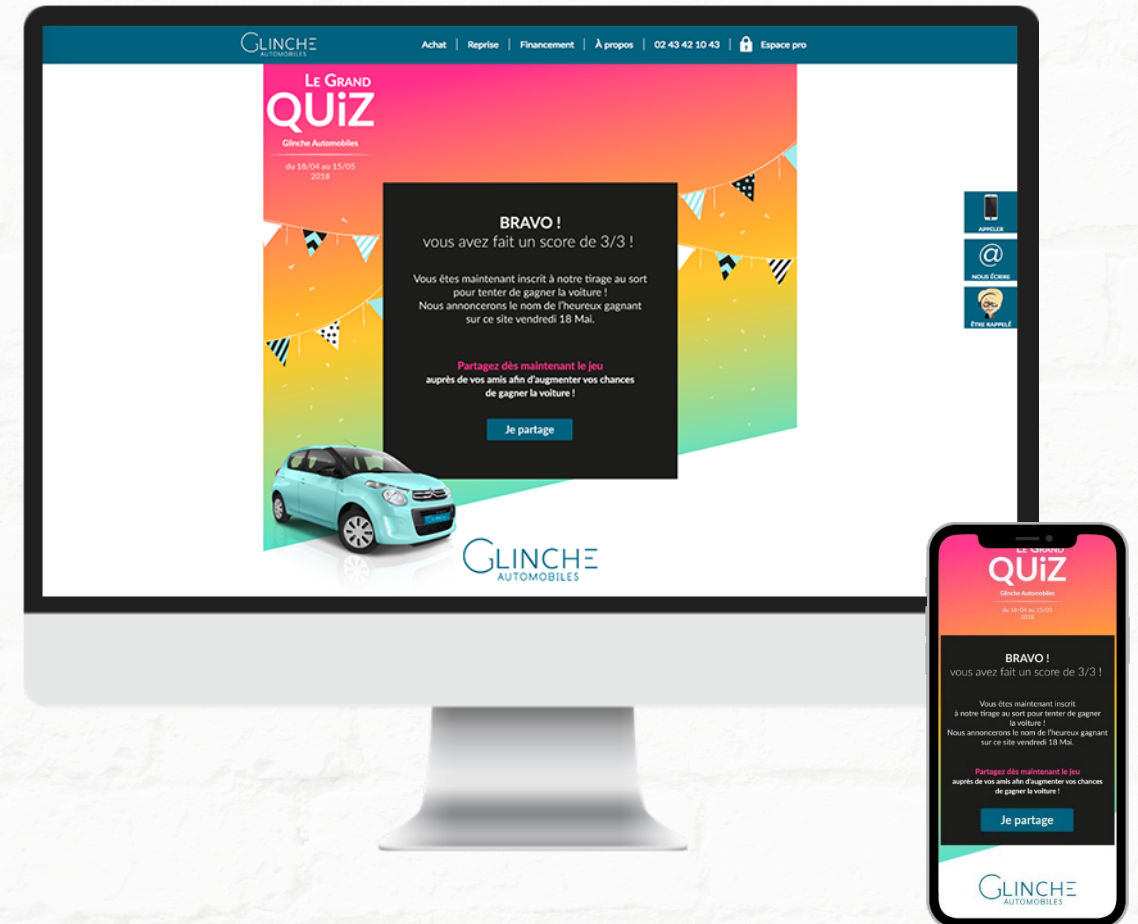 GLINCHE
AUTOMOBILES
Achat | Reprise | Financement | À propos | 02 43 42 10 43 | Espace pro
LE GRAND
QUiZ
Glinche Automobiles
du 18/04 au 15/05
2018
BRAVO !
vous avez fait un score de 3/3 !
Vous êtes maintenant inscrit à notre tirage au sort
pour tenter de gagner la voiture !
Nous annoncerons le nom de l'heureux gagnant
sur ce site vendredi 18 Mai.
Partagez dès maintenant le jeu
auprès de vos amis afin d'augmenter vos chances
de gagner la voiture !
Je partage
APPELER
@
NOUS ÉCRIRE
ÊTRE RAPPELÉ
GLINCHE
AUTOMOBILES
LE GRAND
QUiZ
Glinche Automobiles
du 18/04 au 15/05
2018
BRAVO !
vous avez fait un score de 3/3 !
Vous êtes maintenant inscrit
à notre tirage au sort pour tenter de gagner
la voiture !
Nous annoncerons le nom de l'heureux gagnant
sur ce site vendredi 18 Mai.
Partagez dès maintenant le jeu
auprès de vos amis afin d'augmenter vos chances
de gagner la voiture !
Je partage
GLINCHE
AUTOMOBILES